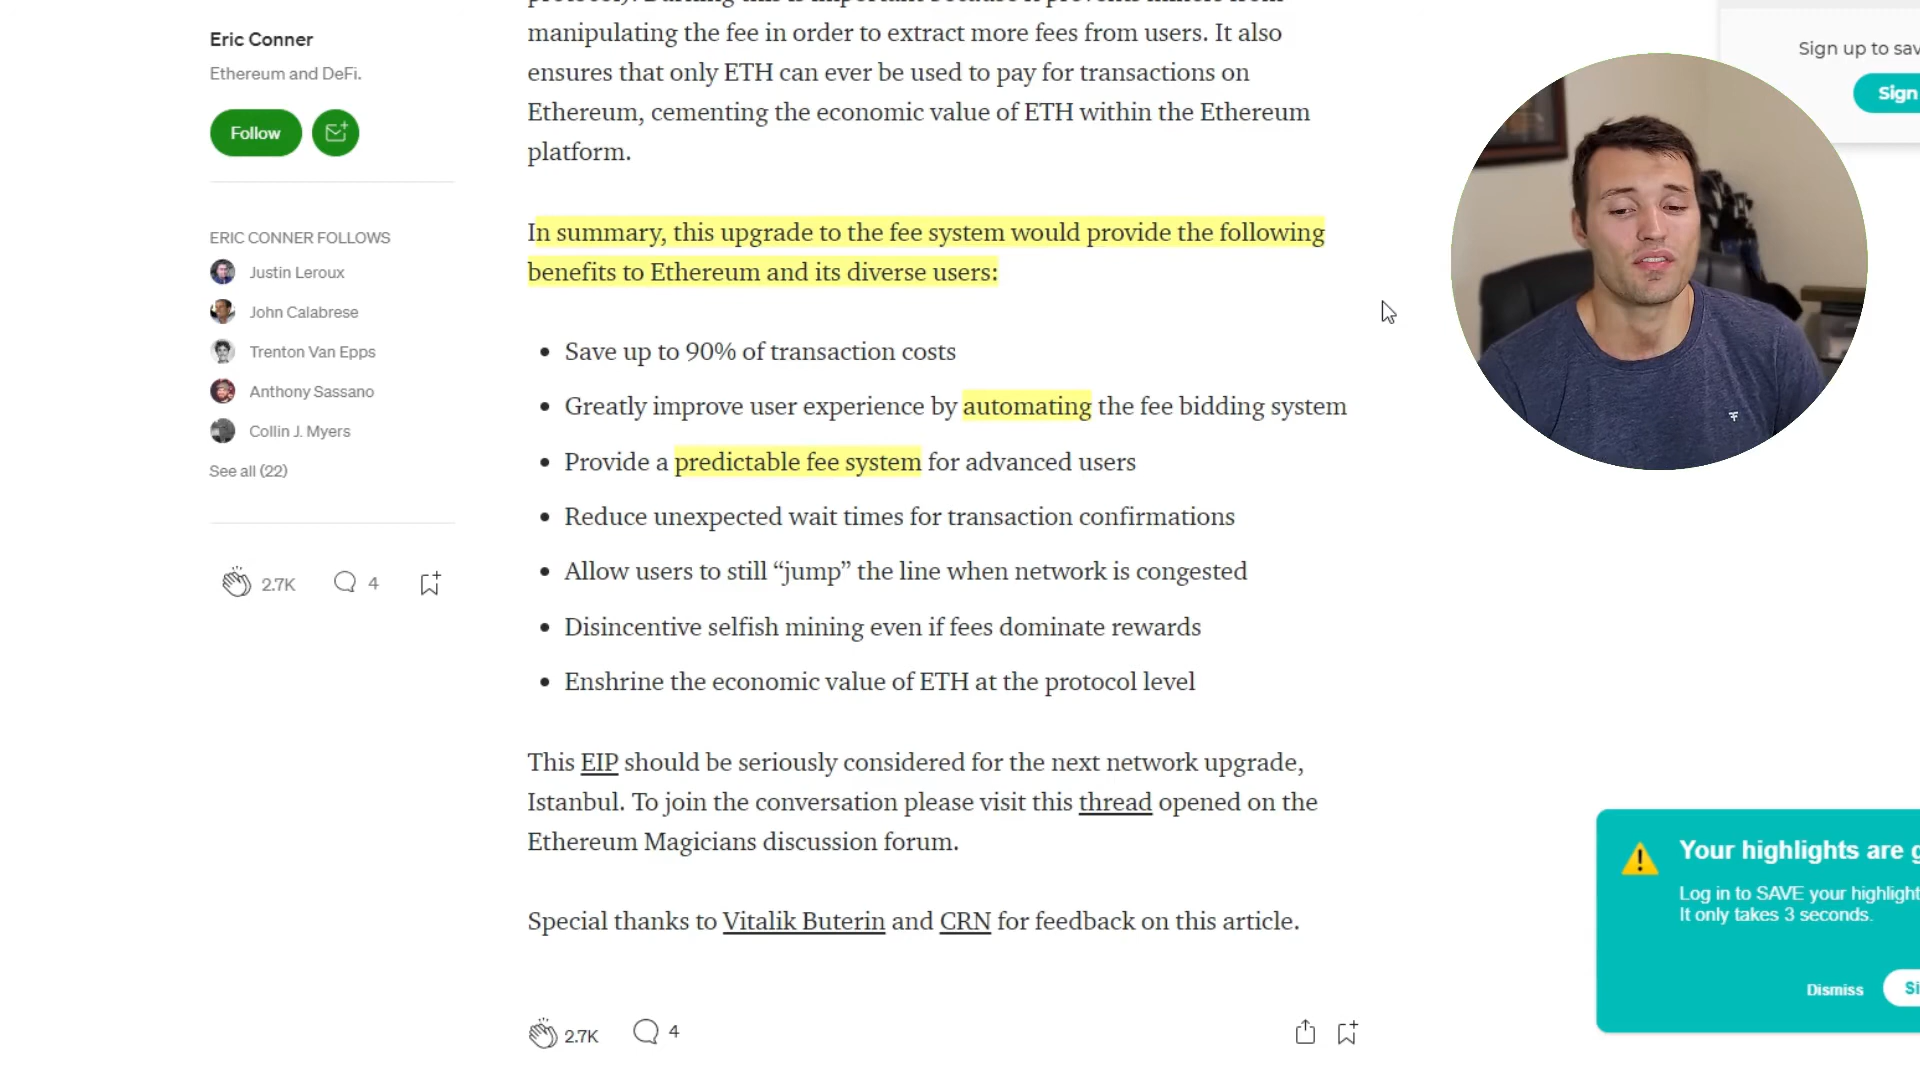 Eric Conner
Ethereum and DeFi.
Follow
ERIC CONNER FOLLOWS
Justin Leroux
John Calabrese
Trenton Van Epps
Anthony Sassano
Collin J. Myers
See all (22)
2.7K
4
manipulating the fee in order to extract more fees from users. It also
ensures that only ETH can ever be used to pay for transactions on
Ethereum, cementing the economic value of ETH within the Ethereum
platform.
In summary, this upgrade to the fee system would provide the following
benefits to Ethereum and its diverse users:
• Save up to 90% of transaction costs
• Greatly improve user experience by automating the fee bidding system
• Provide a predictable fee system for advanced users
• Reduce unexpected wait times for transaction confirmations
• Allow users to still “jump” the line when network is congested
• Disincentive selfish mining even if fees dominate rewards
• Enshrine the economic value of ETH at the protocol level
This EIP should be seriously considered for the next network upgrade,
Istanbul. To join the conversation please visit this thread opened on the
Ethereum Magicians discussion forum.
Special thanks to Vitalik Buterin and CRN for feedback on this article.
2.7K
4
Sign up to sav
Sign
Your highlights are g
Log in to SAVE your highlight
It only takes 3 seconds.
Dismiss
Si